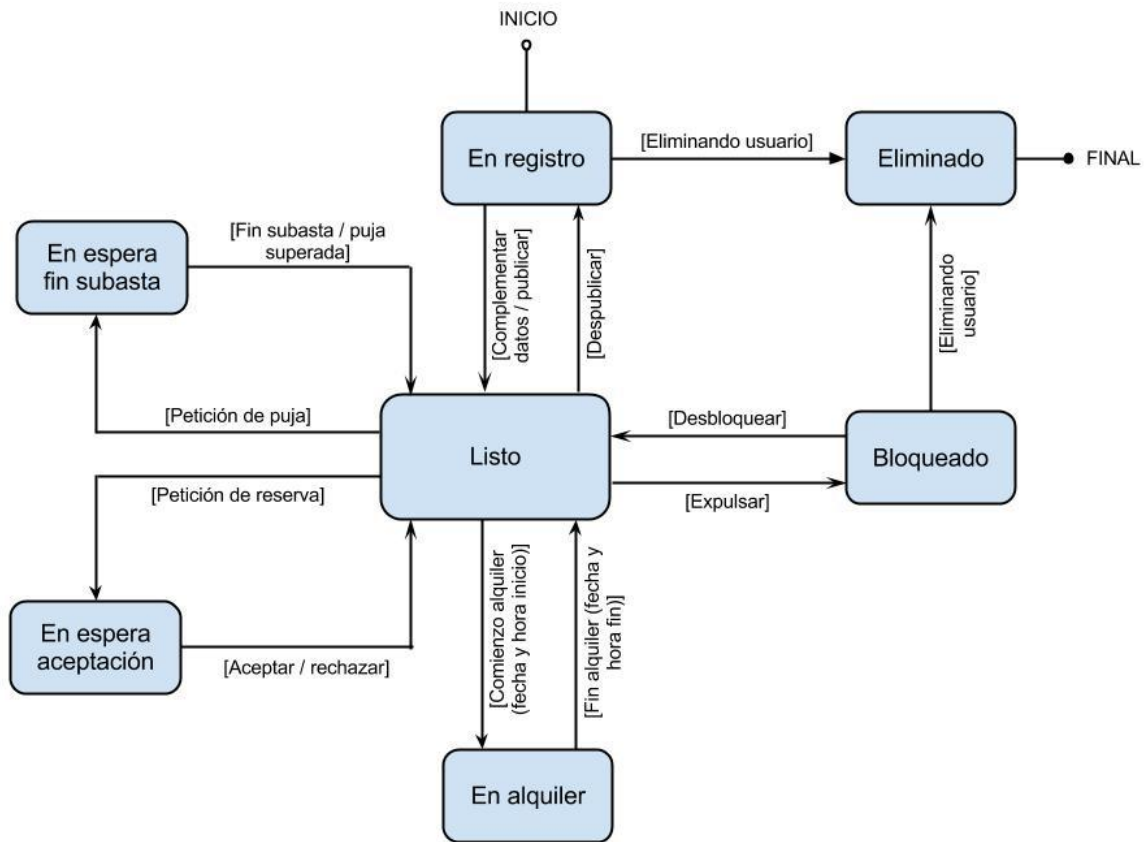 INICIO
En registro
[Eliminando usuario]
Eliminado
FINAL
[Fin subasta / puja
superada]
En espera
fin subasta
[Complementar
datos / publicar]
[Despublicar]
[Eliminando
usuario]
[Petición de puja]
Listo
[Desbloquear]
Bloqueado
[Petición de reserva]
[Expulsar]
En espera
aceptación
[Aceptar / rechazar]
[Comienzo alquiler
(fecha y hora inicio)]
[Fin alquiler (fecha y
hora fin)]
En alquiler